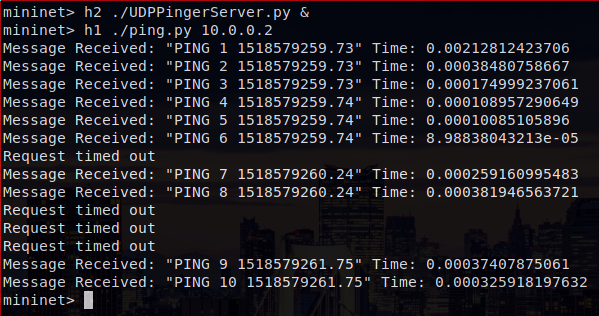 mininet> h2 ./UDPPingerServer.py &
mininet> h1 ./ping.py 10.0.0.2
Message Received: "PING 1 1518579259.73" Time: 0.00212812423706
Message Received: "PING 2 1518579259.73" Time: 0.00038480758667
Message Received: "PING 3 1518579259.73" Time: 0.000174999237061
Message Received: "PING 4 1518579259.74" Time: 0.000108957290649
Message Received: "PING 5 1518579259.74" Time: 0.00010085105896
Message Received: "PING 6 1518579259.74" Time: 8.98838043213e-05
Request timed out
Message Received: "PING 7 1518579260.24" Time: 0.000259160995483
Message Received: "PING 8 1518579260.24" Time: 0.000381946563721
Request timed out
Request timed out
Request timed out
Message Received: "PING 9 1518579261.75" Time: 0.00037407875061
Message Received: "PING 10 1518579261.75" Time: 0.000325918197632
mininet>